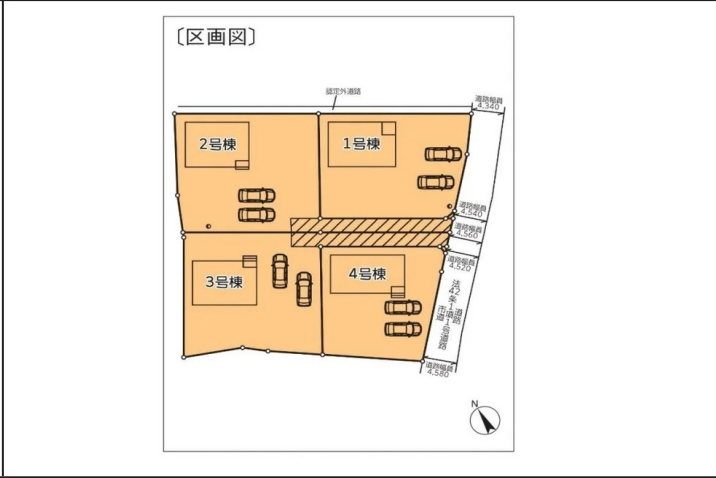 〔区画図〕
認定外道路
道路幅員
4,340
2号棟
1号棟
道路幅員
4,540
道路幅員
4,560
道路幅員
4,520
3号棟
4号棟
法42条1項1号道路
市道
道路
道路幅員
4,580
N